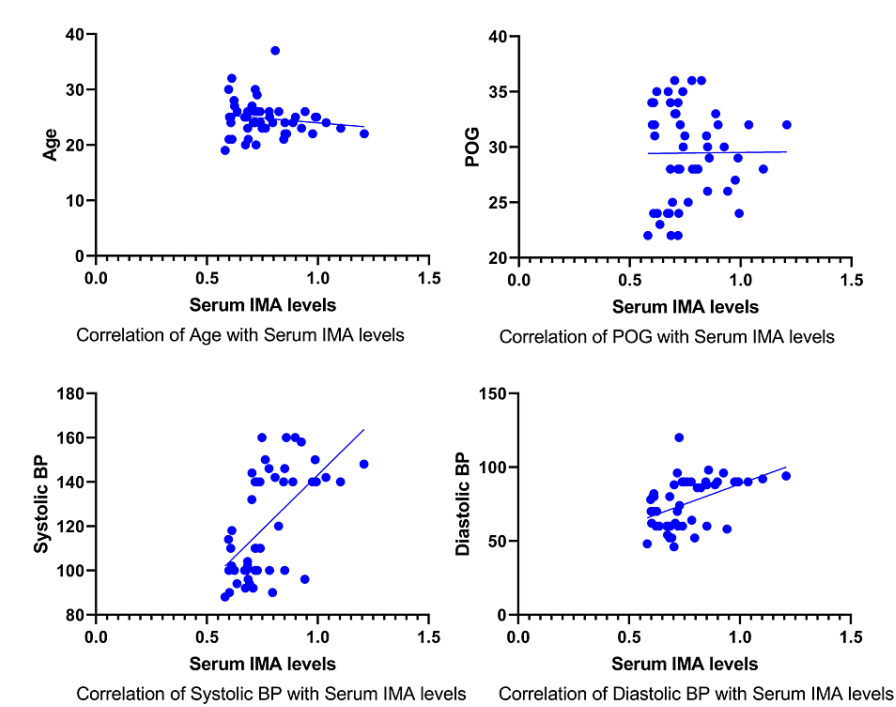 40
30
20
10
0
Age
0.0 0.5 1.0 1.5
Serum IMA levels
Correlation of Age with Serum IMA levels
40
35
30
25
20
POG
0.0 0.5 1.0 1.5
Serum IMA levels
Correlation of POG with Serum IMA levels
180
160
140
120
100
80
Systolic BP
0.0 0.5 1.0 1.5
Serum IMA levels
Correlation of Systolic BP with Serum IMA levels
150
100
50
0
Diastolic BP
0.0 0.5 1.0 1.5
Serum IMA levels
Correlation of Diastolic BP with Serum IMA levels